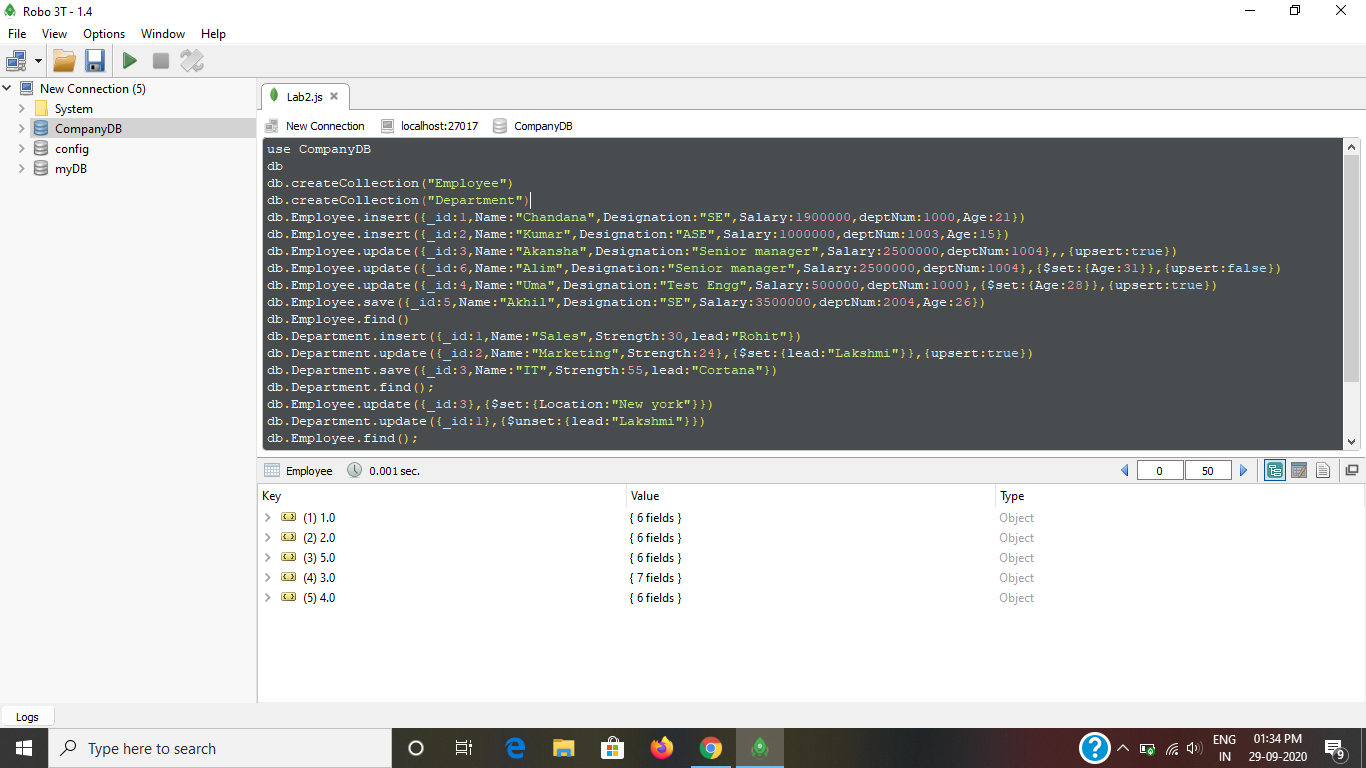 Robo 3T - 1.4
File View Options Window Help
New Connection (5)
System
CompanyDB
config
myDB
Lab2.js
New Connection localhost:27017 CompanyDB
use CompanyDB
db
db.createCollection("Employee")
db.createCollection("Department")
db.Employee.insert({_id:1,Name:"Chandana",Designation:"SE",Salary:1900000,deptNum:1000,Age:21})
db.Employee.insert({_id:2,Name:"Kumar",Designation:"ASE",Salary:1000000,deptNum:1003,Age:15})
db.Employee.update({_id:3,Name:"Akansha",Designation:"Senior manager",Salary:2500000,deptNum:1004},,{upsert:true})
db.Employee.update({_id:6,Name:"Alim",Designation:"Senior manager",Salary:2500000,deptNum:1004},{$set:{Age:31}},{upsert:false})
db.Employee.update({_id:4,Name:"Uma",Designation:"Test Engg",Salary:500000,deptNum:1000},{$set:{Age:28}},{upsert:true})
db.Employee.save({_id:5,Name:"Akhil",Designation:"SE",Salary:3500000,deptNum:2004,Age:26})
db.Employee.find()
db.Department.insert({_id:1,Name:"Sales",Strength:30,lead:"Rohit"})
db.Department.update({_id:2,Name:"Marketing",Strength:24},{$set:{lead:"Lakshmi"}},{upsert:true})
db.Department.save({_id:3,Name:"IT",Strength:55,lead:"Cortana"})
db.Department.find();
db.Employee.update({_id:3},{$set:{Location:"New york"}})
db.Department.update({_id:1},{$unset:{lead:"Lakshmi"}})
db.Employee.find();
Employee 0.001 sec. 0 50
Key Value Type
(1) 1.0 { 6 fields } Object
(2) 2.0 { 6 fields } Object
(3) 5.0 { 6 fields } Object
(4) 3.0 { 7 fields } Object
(5) 4.0 { 6 fields } Object
Logs
Type here to search
ENG 01:34 PM
IN 29-09-2020 9